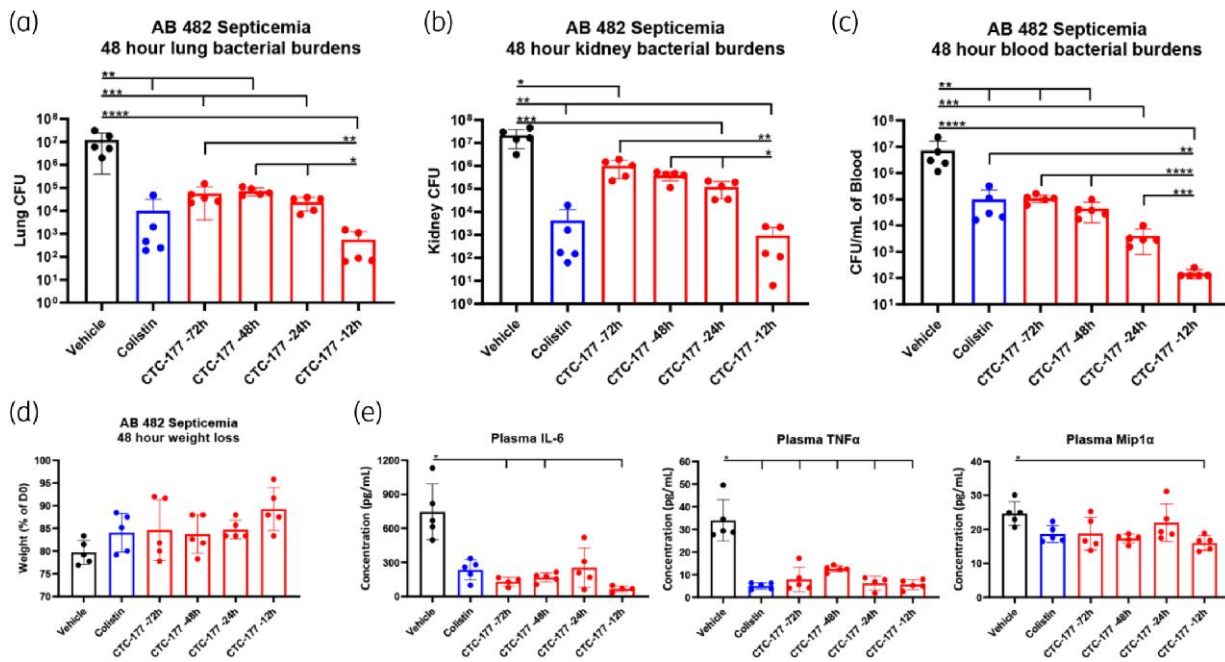 (a)
AB 482 Septicemia
48 hour lung bacterial burdens
**
***
****
**
*
Lung CFU
10⁸
10⁷
10⁶
10⁵
10⁴
10³
10²
10¹
10⁰
Vehicle
Colistin
CTC-177 -72h
CTC-177 -48h
CTC-177 -24h
CTC-177 -12h
(b)
AB 482 Septicemia
48 hour kidney bacterial burdens
*
**
***
**
*
Kidney CFU
10⁸
10⁷
10⁶
10⁵
10⁴
10³
10²
10¹
10⁰
Vehicle
Colistin
CTC-177 -72h
CTC-177 -48h
CTC-177 -24h
CTC-177 -12h
(c)
AB 482 Septicemia
48 hour blood bacterial burdens
**
***
****
**
****
***
CFU/mL of Blood
10⁸
10⁷
10⁶
10⁵
10⁴
10³
10²
10¹
Vehicle
Colistin
CTC-177 -72h
CTC-177 -48h
CTC-177 -24h
CTC-177 -12h
(d)
AB 482 Septicemia
48 hour weight loss
Weight (% of D0)
100
95
90
85
80
75
70
Vehicle
Colistin
CTC-177 -72h
CTC-177 -48h
CTC-177 -24h
CTC-177 -12h
(e)
Plasma IL-6
*
Concentration (pg/mL)
1200
900
600
300
0
Vehicle
Colistin
CTC-177 -72h
CTC-177 -48h
CTC-177 -24h
CTC-177 -12h
Plasma TNFα
*
Concentration (pg/mL)
60
50
40
30
20
10
0
Vehicle
Colistin
CTC-177 -72h
CTC-177 -48h
CTC-177 -24h
CTC-177 -12h
Plasma Mip1α
*
Concentration (pg/mL)
40
30
20
10
0
Vehicle
Colistin
CTC-177 -72h
CTC-177 -48h
CTC-177 -24h
CTC-177 -12h